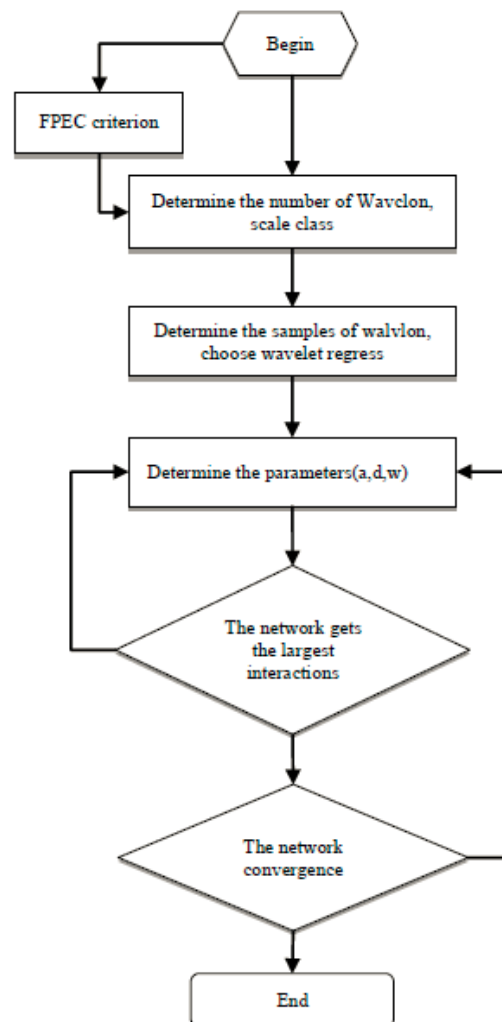 Begin
FPEC criterion
Determine the number of Wavclon,
scale class
Determine the samples of walvlon,
choose wavelet regress
Determine the parameters(a,d,w)
The network gets
the largest
interactions
The network
convergence
End